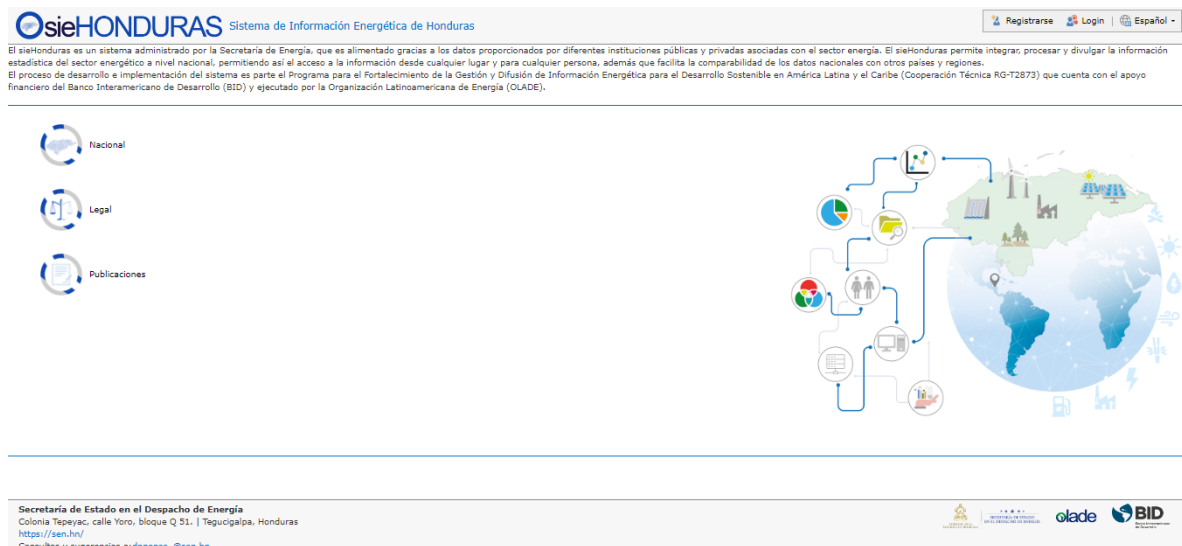 sieHONDURAS Sistema de Información Energética de Honduras
Registrarse Login | Español
El sieHonduras es un sistema administrado por la Secretaría de Energía, que es alimentado gracias a los datos proporcionados por diferentes instituciones públicas y privadas asociadas con el sector energía. El sieHonduras permite integrar, procesar y divulgar la información
estadística del sector energético a nivel nacional, permitiendo así el acceso a la información desde cualquier lugar y para cualquier persona, además que facilita la comparabilidad de los datos nacionales con otros países y regiones.
El proceso de desarrollo e implementación del sistema es parte el Programa para el Fortalecimiento de la Gestión y Difusión de Información Energética para el Desarrollo Sostenible en América Latina y el Caribe (Cooperación Técnica RG-T2873) que cuenta con el apoyo
financiero del Banco Interamericano de Desarrollo (BID) y ejecutado por la Organización Latinoamericana de Energía (OLADE).
Nacional
Legal
Publicaciones
Secretaría de Estado en el Despacho de Energía
Colonia Tepeyac, calle Yoro, bloque Q 51. | Tegucigalpa, Honduras
https://sen.hn/
Consultas y sugerencias
olade
BID